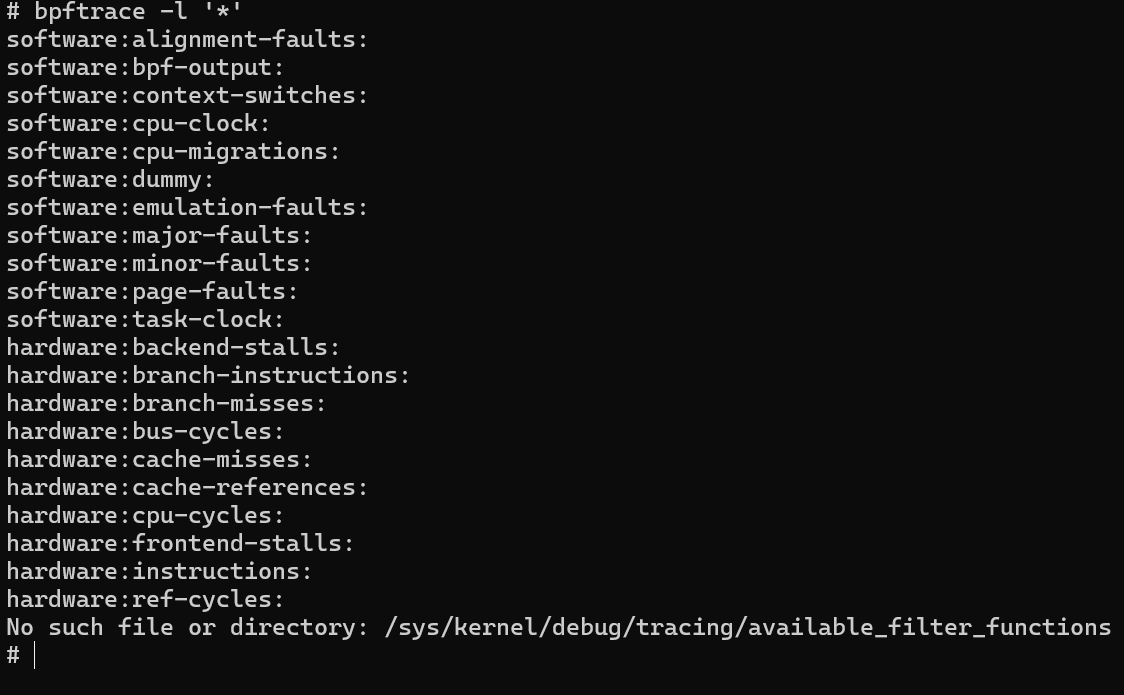 # bpftrace -l '*'
software:alignment-faults:
software:bpf-output:
software:context-switches:
software:cpu-clock:
software:cpu-migrations:
software:dummy:
software:emulation-faults:
software:major-faults:
software:minor-faults:
software:page-faults:
software:task-clock:
hardware:backend-stalls:
hardware:branch-instructions:
hardware:branch-misses:
hardware:bus-cycles:
hardware:cache-misses:
hardware:cache-references:
hardware:cpu-cycles:
hardware:frontend-stalls:
hardware:instructions:
hardware:ref-cycles:
No such file or directory: /sys/kernel/debug/tracing/available_filter_functions
#